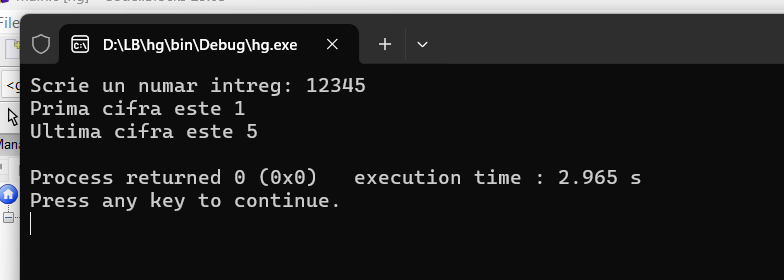 File
D:\LB\hg\bin\Debug\hg.exe
Scrie un numar intreg: 12345
Prima cifra este 1
Ultima cifra este 5
Process returned 0 (0x0)   execution time : 2.965 s
Press any key to continue.